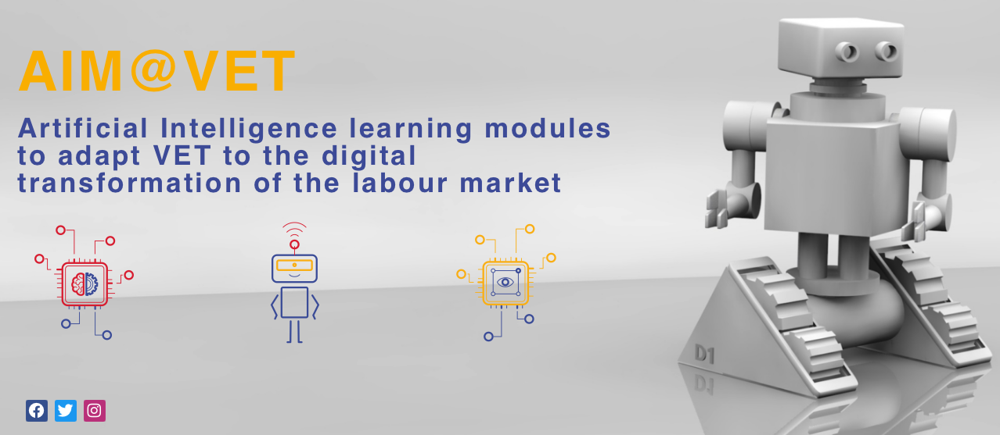 AIM@VET
Artificial Intelligence learning modules
to adapt VET to the digital
transformation of the labour market
D1